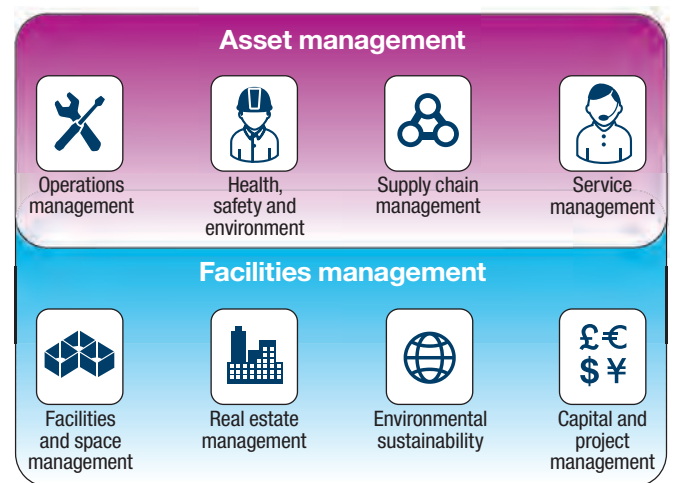 Asset management
Operations
management
Health,
safety and
environment
Supply chain
management
Service
management
Facilities management
£€
$¥
Facilities
and space
management
Real estate
management
Environmental
sustainability
Capital and
project
management